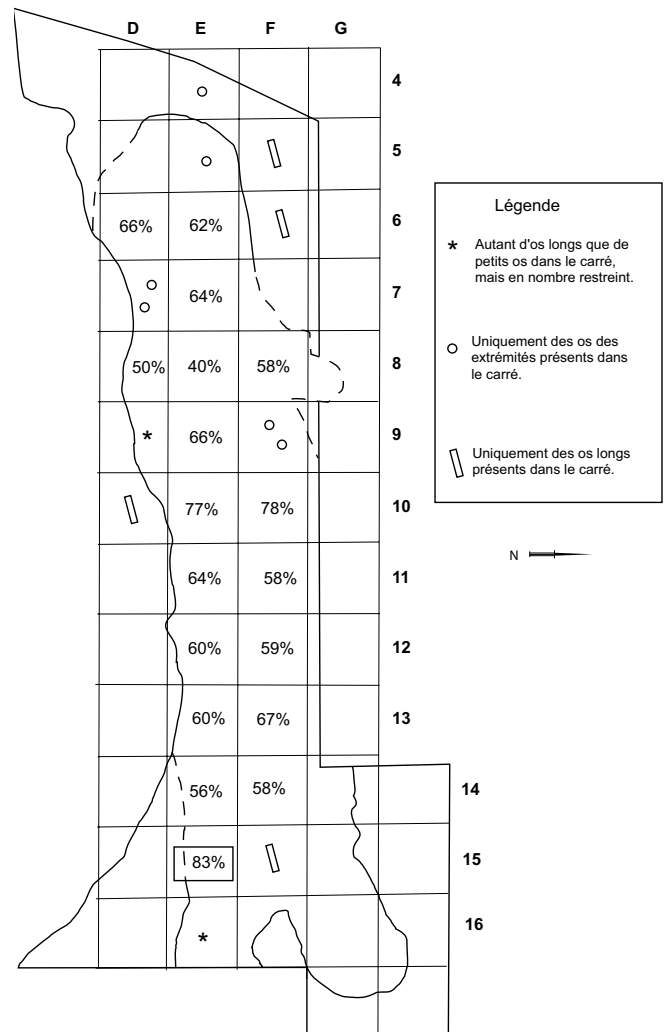 D E F G
4
5
66% 62% 6
64% 7
50% 40% 58% 8
* 66% 9
77% 78% 10
64% 58% 11
60% 59% 12
60% 67% 13
56% 58% 14
83% 15
* 16
Légende
* Autant d'os longs que de
petits os dans le carré,
mais en nombre restreint.
Uniquement des os des
extrémités présents dans
le carré.
Uniquement des os longs
présents dans le carré.
N